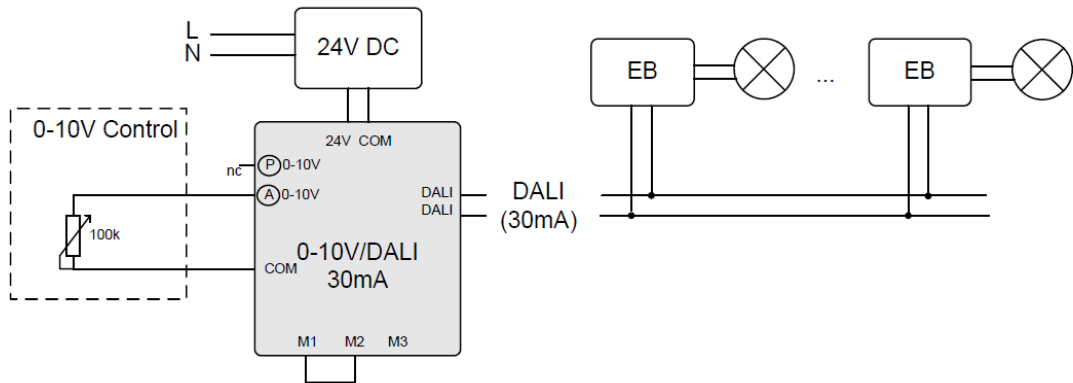 L
N
24V DC
EB
...
EB
0-10V Control
24V COM
nc
P 0-10V
A 0-10V
100k
DALI
DALI
DALI
(30mA)
0-10V/DALI
30mA
COM
M1 M2 M3